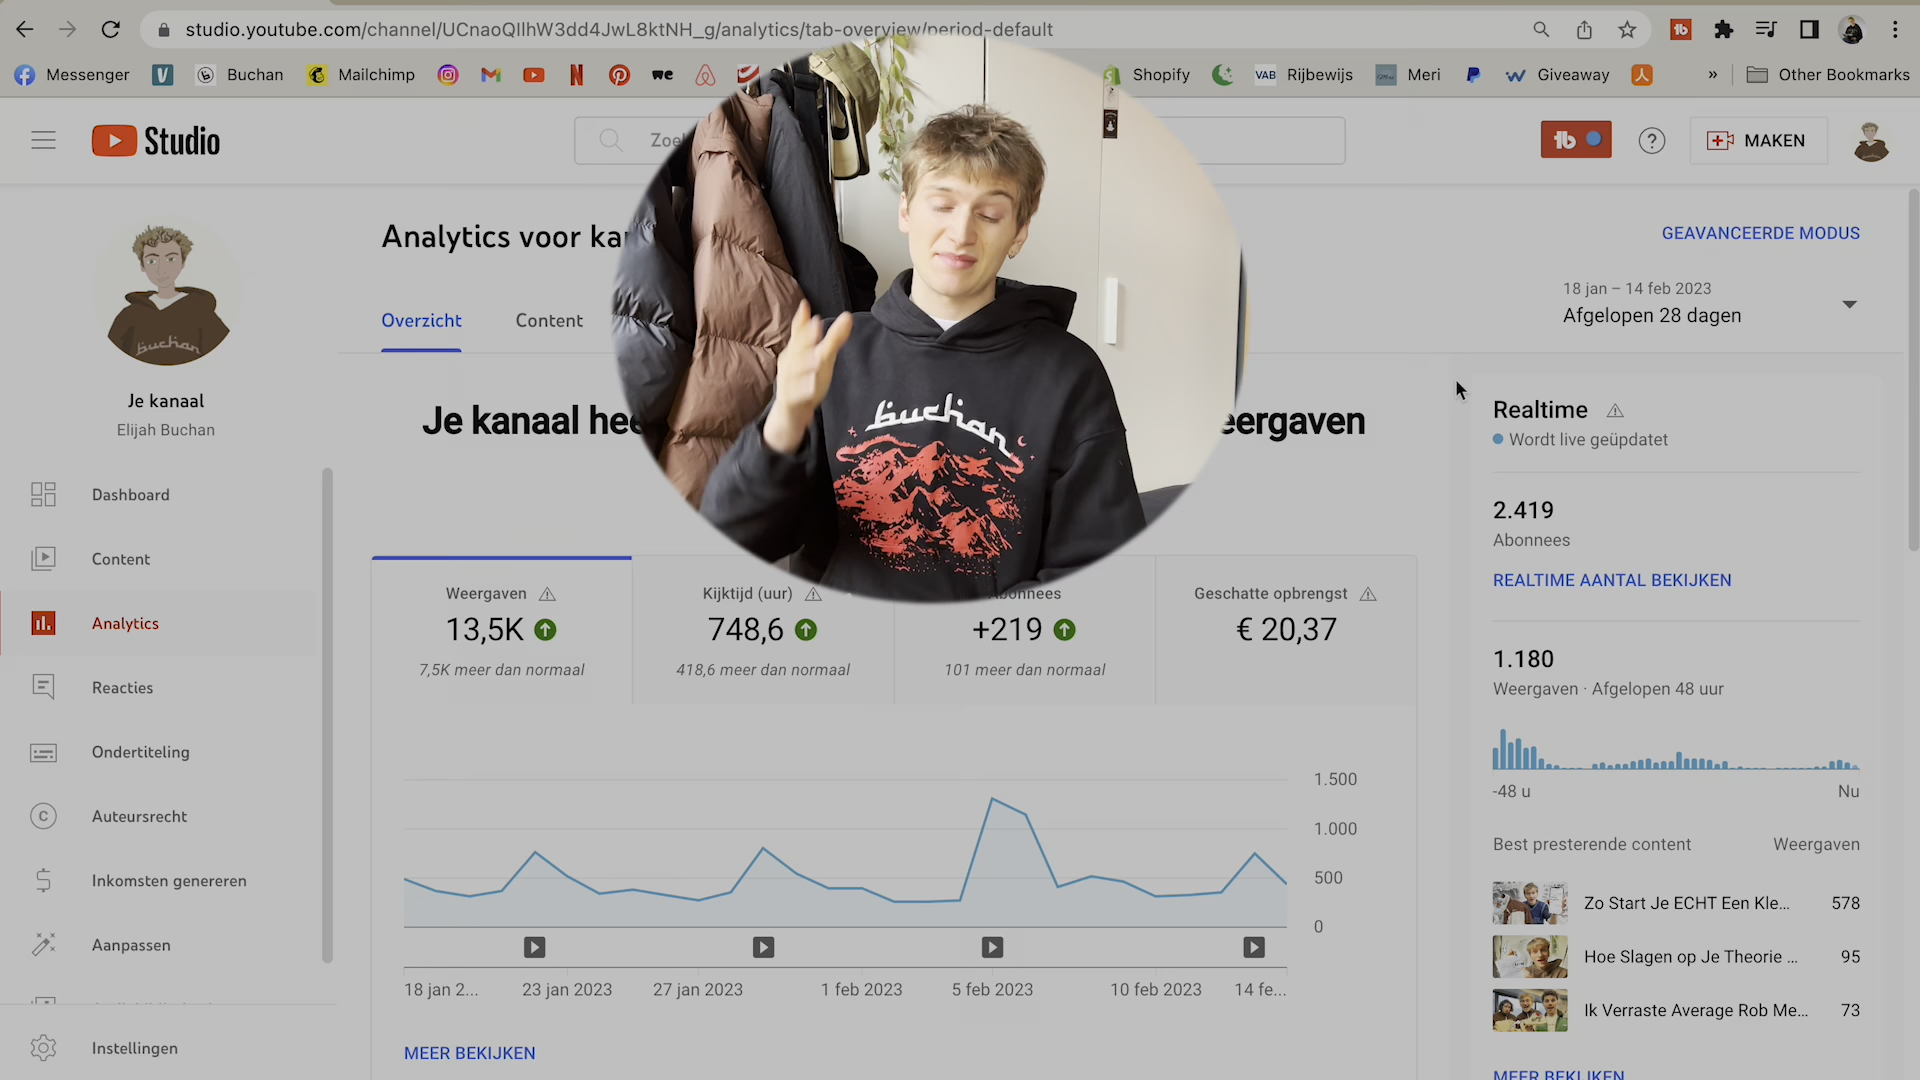 studio.youtube.com/channel/UCnaoQIlhW3dd4JwL8ktNH_g/analytics/tab-overview/period-default
Messenger
V
Buchan
Mailchimp
N
we
Shopify
VAB
Rijbewijs
Meri
Giveaway
»
Other Bookmarks
Studio
MAKEN
Analytics voor
GEAVANCEERDE MODUS
18 jan – 14 feb 2023
Afgelopen 28 dagen
Overzicht
Content
buchan
Je kanaal
Elijah Buchan
buchan
Je kanaal
Realtime
Wordt live geüpdatet
Dashboard
Content
Analytics
Reacties
Ondertiteling
Auteursrecht
Inkomsten genereren
Aanpassen
Instellingen
2.419
Abonnees
REALTIME AANTAL BEKIJKEN
Weergaven
13,5K
7,5K meer dan normaal
Kijktijd (uur)
748,6
418,6 meer dan normaal
+219
101 meer dan normaal
Geschatte opbrengst
€ 20,37
1.180
Weergaven · Afgelopen 48 uur
-48 u
Nu
1.500
1.000
500
0
18 jan 2...
23 jan 2023
27 jan 2023
1 feb 2023
5 feb 2023
10 feb 2023
14 fe...
MEER BEKIJKEN
Best presterende content
Weergaven
Zo Start Je ECHT Een Kle...
578
Hoe Slagen op Je Theorie ...
95
Ik Verraste Average Rob Me...
73
MEER BEKIJKEN